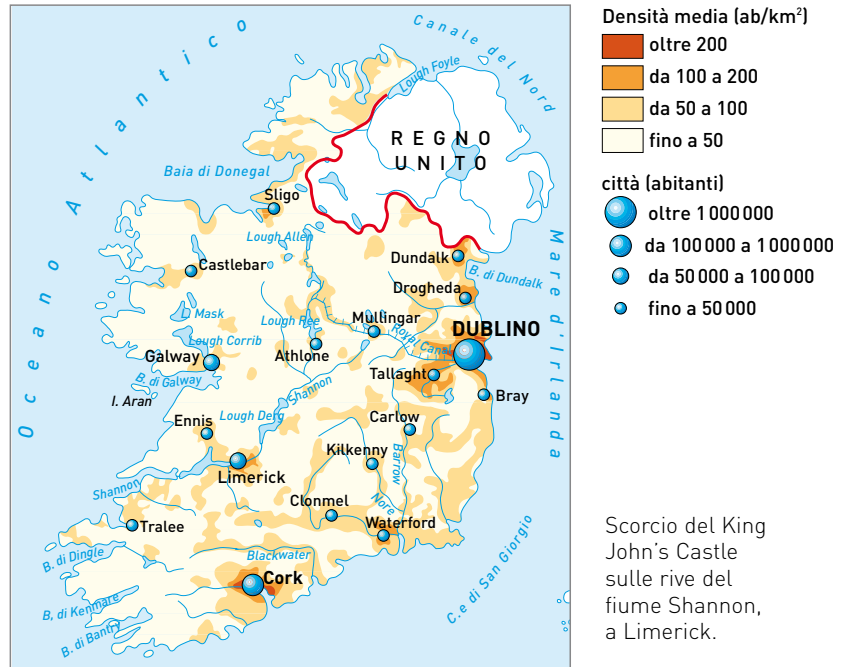 Oceano Atlantico
Canale del Nord
Lough Foyle
REGNO
UNITO
Baia di Donegal
Sligo
Lough Allen
Castlebar
Dundalk
B. di Dundalk
Drogheda
L. Mask
Lough Ree
Mullingar
Royal Canal
DUBLINO
Lough Corrib
Galway
Athlone
Tallaght
B. di Galway
Shannon
Bray
I. Aran
Mare d'Irlanda
Ennis
Lough Derg
Carlow
Kilkenny
Barrow
Limerick
Shannon
Clonmel
Nore
Tralee
Waterford
B. di Dingle
Blackwater
Cork
C.e di San Giorgio
B, di Kenmare
B. di Bantry
Densità media (ab/km²)
oltre 200
da 100 a 200
da 50 a 100
fino a 50
città (abitanti)
oltre 1 000 000
da 100 000 a 1 000 000
da 50 000 a 100 000
fino a 50 000
Scorcio del King
John's Castle
sulle rive del
fiume Shannon,
a Limerick.